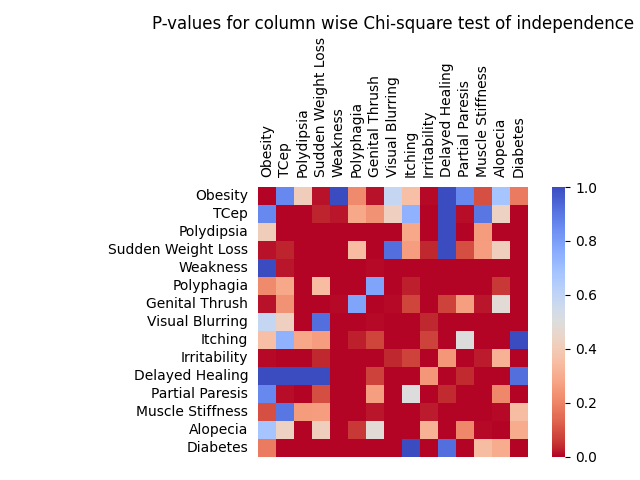 P-values for column wise Chi-square test of independence
Obesity
TCep
Polydipsia
Sudden Weight Loss
Weakness
Polyphagia
Genital Thrush
Visual Blurring
Itching
Irritability
Delayed Healing
Partial Paresis
Muscle Stiffness
Alopecia
Diabetes
Obesity
TCep
Polydipsia
Sudden Weight Loss
Weakness
Polyphagia
Genital Thrush
Visual Blurring
Itching
Irritability
Delayed Healing
Partial Paresis
Muscle Stiffness
Alopecia
Diabetes
1.0
0.8
0.6
0.4
0.2
0.0